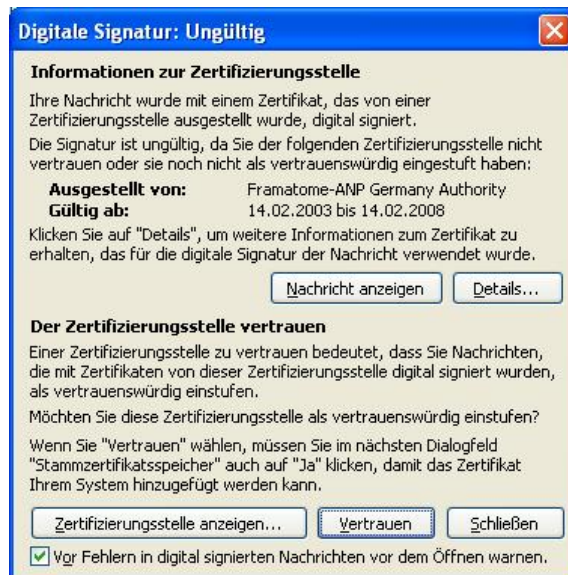 Digitale Signatur: Ungültig
Informationen zur Zertifizierungsstelle
Ihre Nachricht wurde mit einem Zertifikat, das von einer
Zertifizierungsstelle ausgestellt wurde, digital signiert.
Die Signatur ist ungültig, da Sie der folgenden Zertifizierungsstelle nicht
vertrauen oder sie noch nicht als vertrauenswürdig eingestuft haben:
Ausgestellt von: Framatome-ANP Germany Authority
Gültig ab: 14.02.2003 bis 14.02.2008
Klicken Sie auf "Details", um weitere Informationen zum Zertifikat zu
erhalten, das für die digitale Signatur der Nachricht verwendet wurde.
Nachricht anzeigen Details...
Der Zertifizierungsstelle vertrauen
Einer Zertifizierungsstelle zu vertrauen bedeutet, dass Sie Nachrichten,
die mit Zertifikaten von dieser Zertifizierungsstelle digital signiert wurden,
als vertrauenswürdig einstufen.
Möchten Sie diese Zertifizierungsstelle als vertrauenswürdig einstufen?
Wenn Sie "Vertrauen" wählen, müssen Sie im nächsten Dialogfeld
"Stammzertifikatsspeicher" auch auf "Ja" klicken, damit das Zertifikat
Ihrem System hinzugefügt werden kann.
Zertifizierungsstelle anzeigen... Vertrauen Schließen
Vor Fehlern in digital signierten Nachrichten vor dem Öffnen warnen.